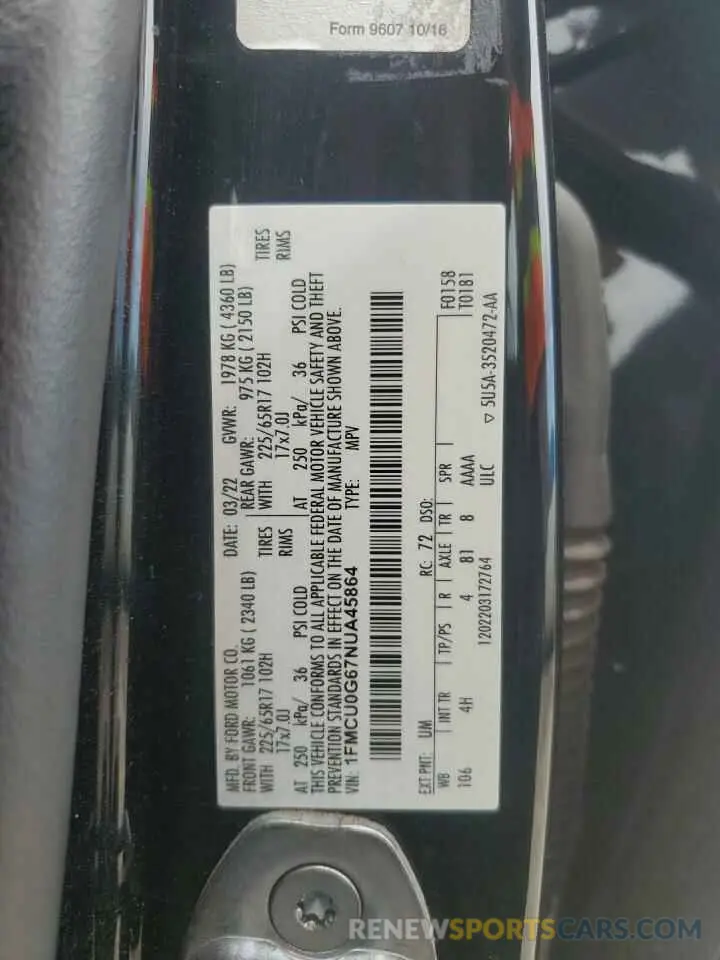 Form 9607 10/16
MFD. BY FORD MOTOR CO. DATE: 03/22 GVWR: 1978 KG ( 4360 LB)
FRONT GAWR: 1061 KG ( 2340 LB) REAR GAWR: 975 KG ( 2150 LB)
WITH 225/65R17 102H TIRES WITH 225/65R17 102H TIRES
17x7.0J RIMS 17x7.0J RIMS
AT 250 kPa/ 36 PSI COLD AT 250 kPa/ 36 PSI COLD
THIS VEHICLE CONFORMS TO ALL APPLICABLE FEDERAL MOTOR VEHICLE SAFETY AND THEFT
PREVENTION STANDARDS IN EFFECT ON THE DATE OF MANUFACTURE SHOWN ABOVE.
VIN: 1FMCU0G67NUA45864 TYPE: MPV
EXT PNT: UM RC: 72 DSO: F0158
WB INT TR TP/PS R AXLE TR SPR T0181
106 4H 4 81 8 AAAA
1202203172764 ULC ▽ 5U5A-3520472-AA
RENEWSPORTSCARS.COM